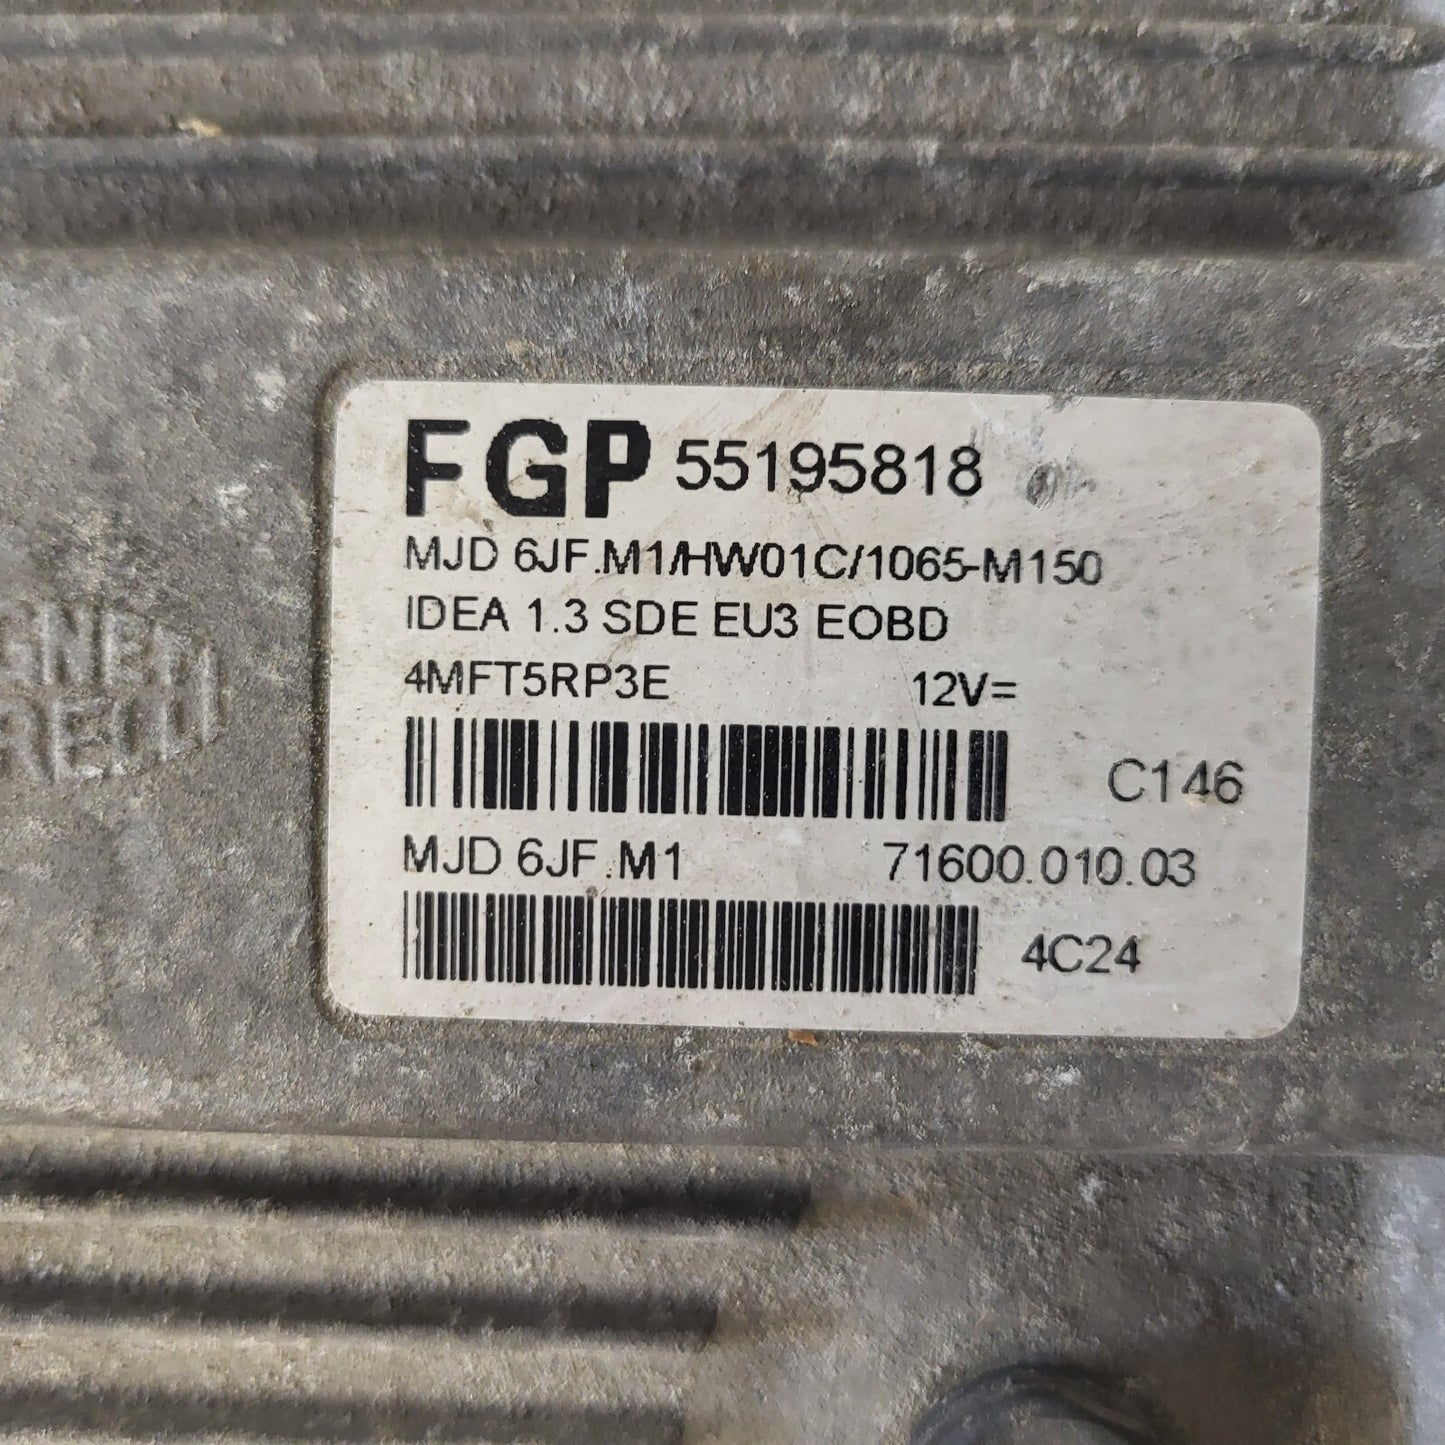 FGP 55195818
MJD 6JF.M1/HW01C/1065-M150
IDEA 1.3 SDE EU3 EOBD
4MFT5RP3E 12V=
C146
MJD 6JF.M1 71600.010.03
4C24